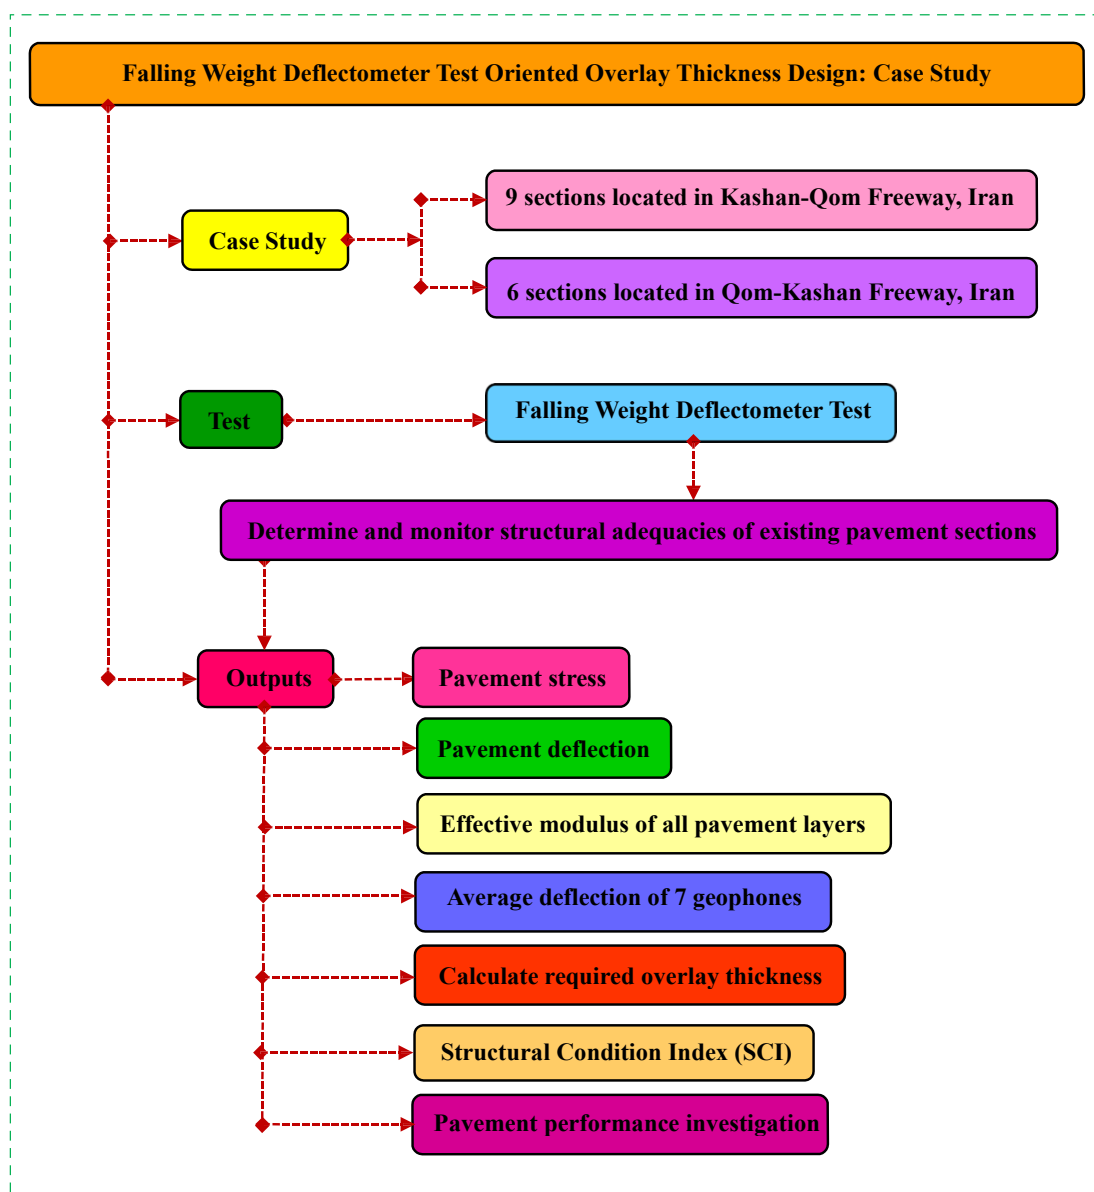 Falling Weight Deflectometer Test Oriented Overlay Thickness Design: Case Study
9 sections located in Kashan-Qom Freeway, Iran
Case Study
6 sections located in Qom-Kashan Freeway, Iran
Test
Falling Weight Deflectometer Test
Determine and monitor structural adequacies of existing pavement sections
Outputs
Pavement stress
Pavement deflection
Effective modulus of all pavement layers
Average deflection of 7 geophones
Calculate required overlay thickness
Structural Condition Index (SCI)
Pavement performance investigation